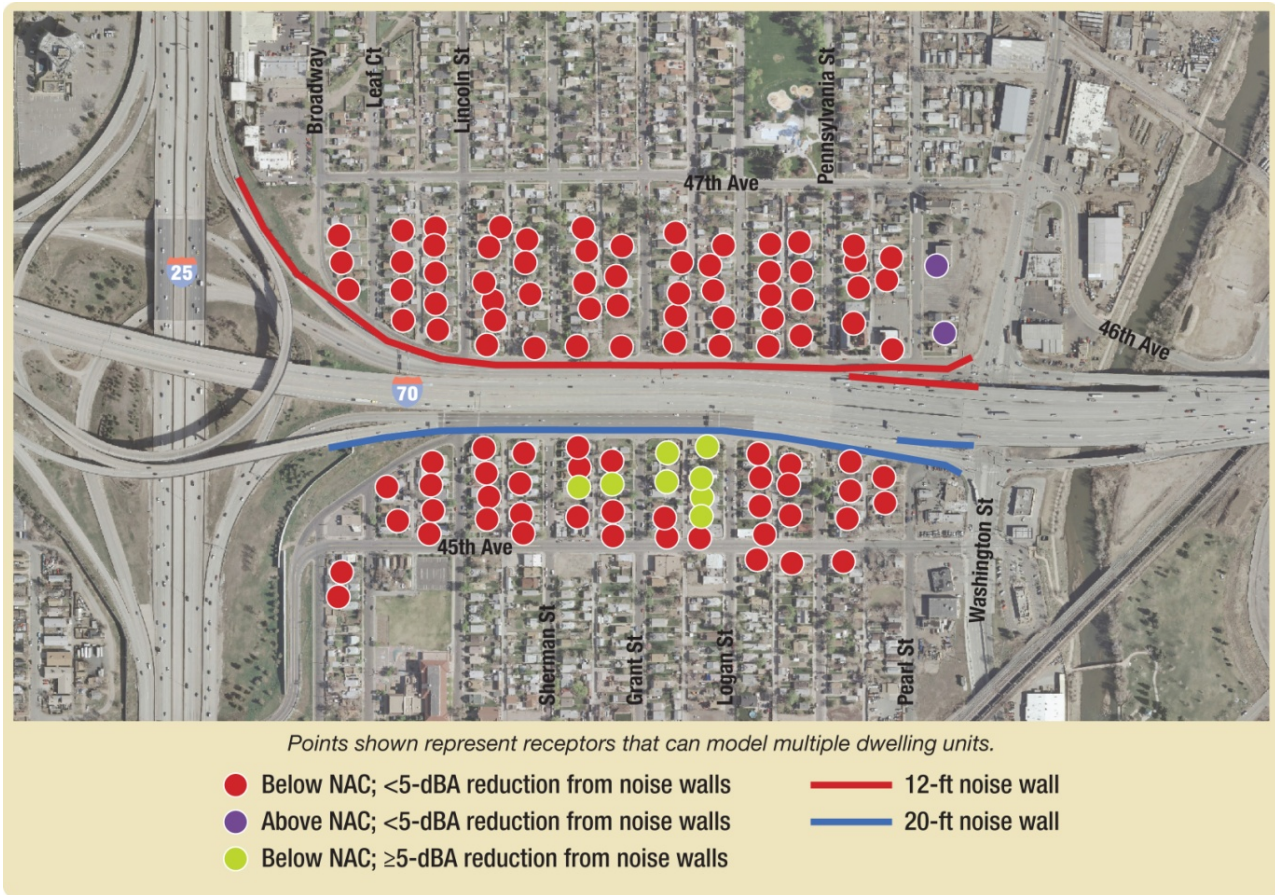 Broadway
Leaf Ct
Lincoln St
Pennsylvania St
47th Ave
25
46th Ave
70
45th Ave
Washington St
Sherman St
Grant St
Logan St
Pearl St
Points shown represent receptors that can model multiple dwelling units.
Below NAC; <5-dBA reduction from noise walls
12-ft noise wall
Above NAC; <5-dBA reduction from noise walls
20-ft noise wall
Below NAC; ≥5-dBA reduction from noise walls